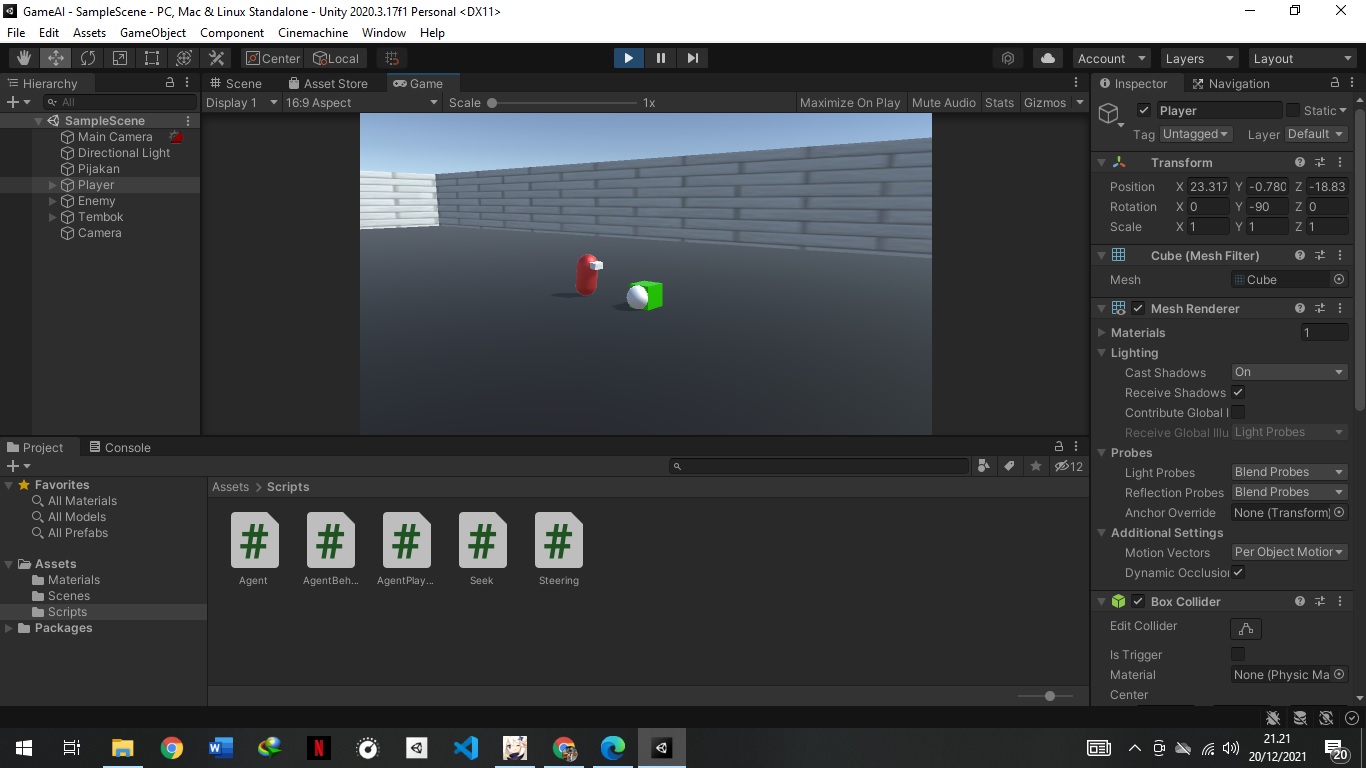 GameAI - SampleScene - PC, Mac & Linux Standalone - Unity 2020.3.17f1 Personal <DX11>
File Edit Assets GameObject Component Cinemachine Window Help
Center Local Account Layers Layout
Hierarchy
All
SampleScene
Main Camera
Directional Light
Pijakan
Player
Enemy
Tembok
Camera
Scene Asset Store Game
Display 1 16:9 Aspect Scale 1x Maximize On Play Mute Audio Stats Gizmos
Inspector Navigation
Player Static
Tag Untagged Layer Default
Transform
Position X 23.317 Y -0.780 Z -18.83
Rotation X 0 Y -90 Z 0
Scale X 1 Y 1 Z 1
Cube (Mesh Filter)
Mesh Cube
Mesh Renderer
Materials 1
Lighting
Cast Shadows On
Receive Shadows
Contribute Global I
Receive Global Illu Light Probes
Probes
Light Probes Blend Probes
Reflection Probes Blend Probes
Anchor Override None (Transform)
Additional Settings
Motion Vectors Per Object Motior
Dynamic Occlusior
Box Collider
Edit Collider
Is Trigger
Material None (Physic Ma
Center
Project Console
12
Favorites
All Materials
All Models
All Prefabs
Assets
Materials
Scenes
Scripts
Packages
Assets > Scripts
Agent AgentBeh... AgentPlay... Seek Steering
21.21
20/12/2021
20